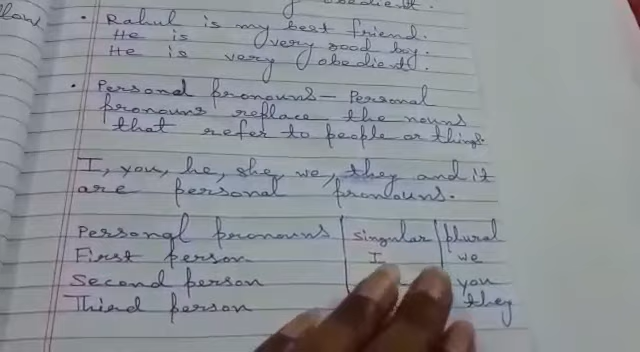 obedient.
• Rahul is my best friend.
He is very good boy.
He is very obedient.
• Personal pronouns - Personal
pronouns replace the nouns
that refer to people or things
I, you, he, she, we, they and it
are personal pronouns.
Personal pronouns | singular | plural
First person I we
Second person you
Third person they